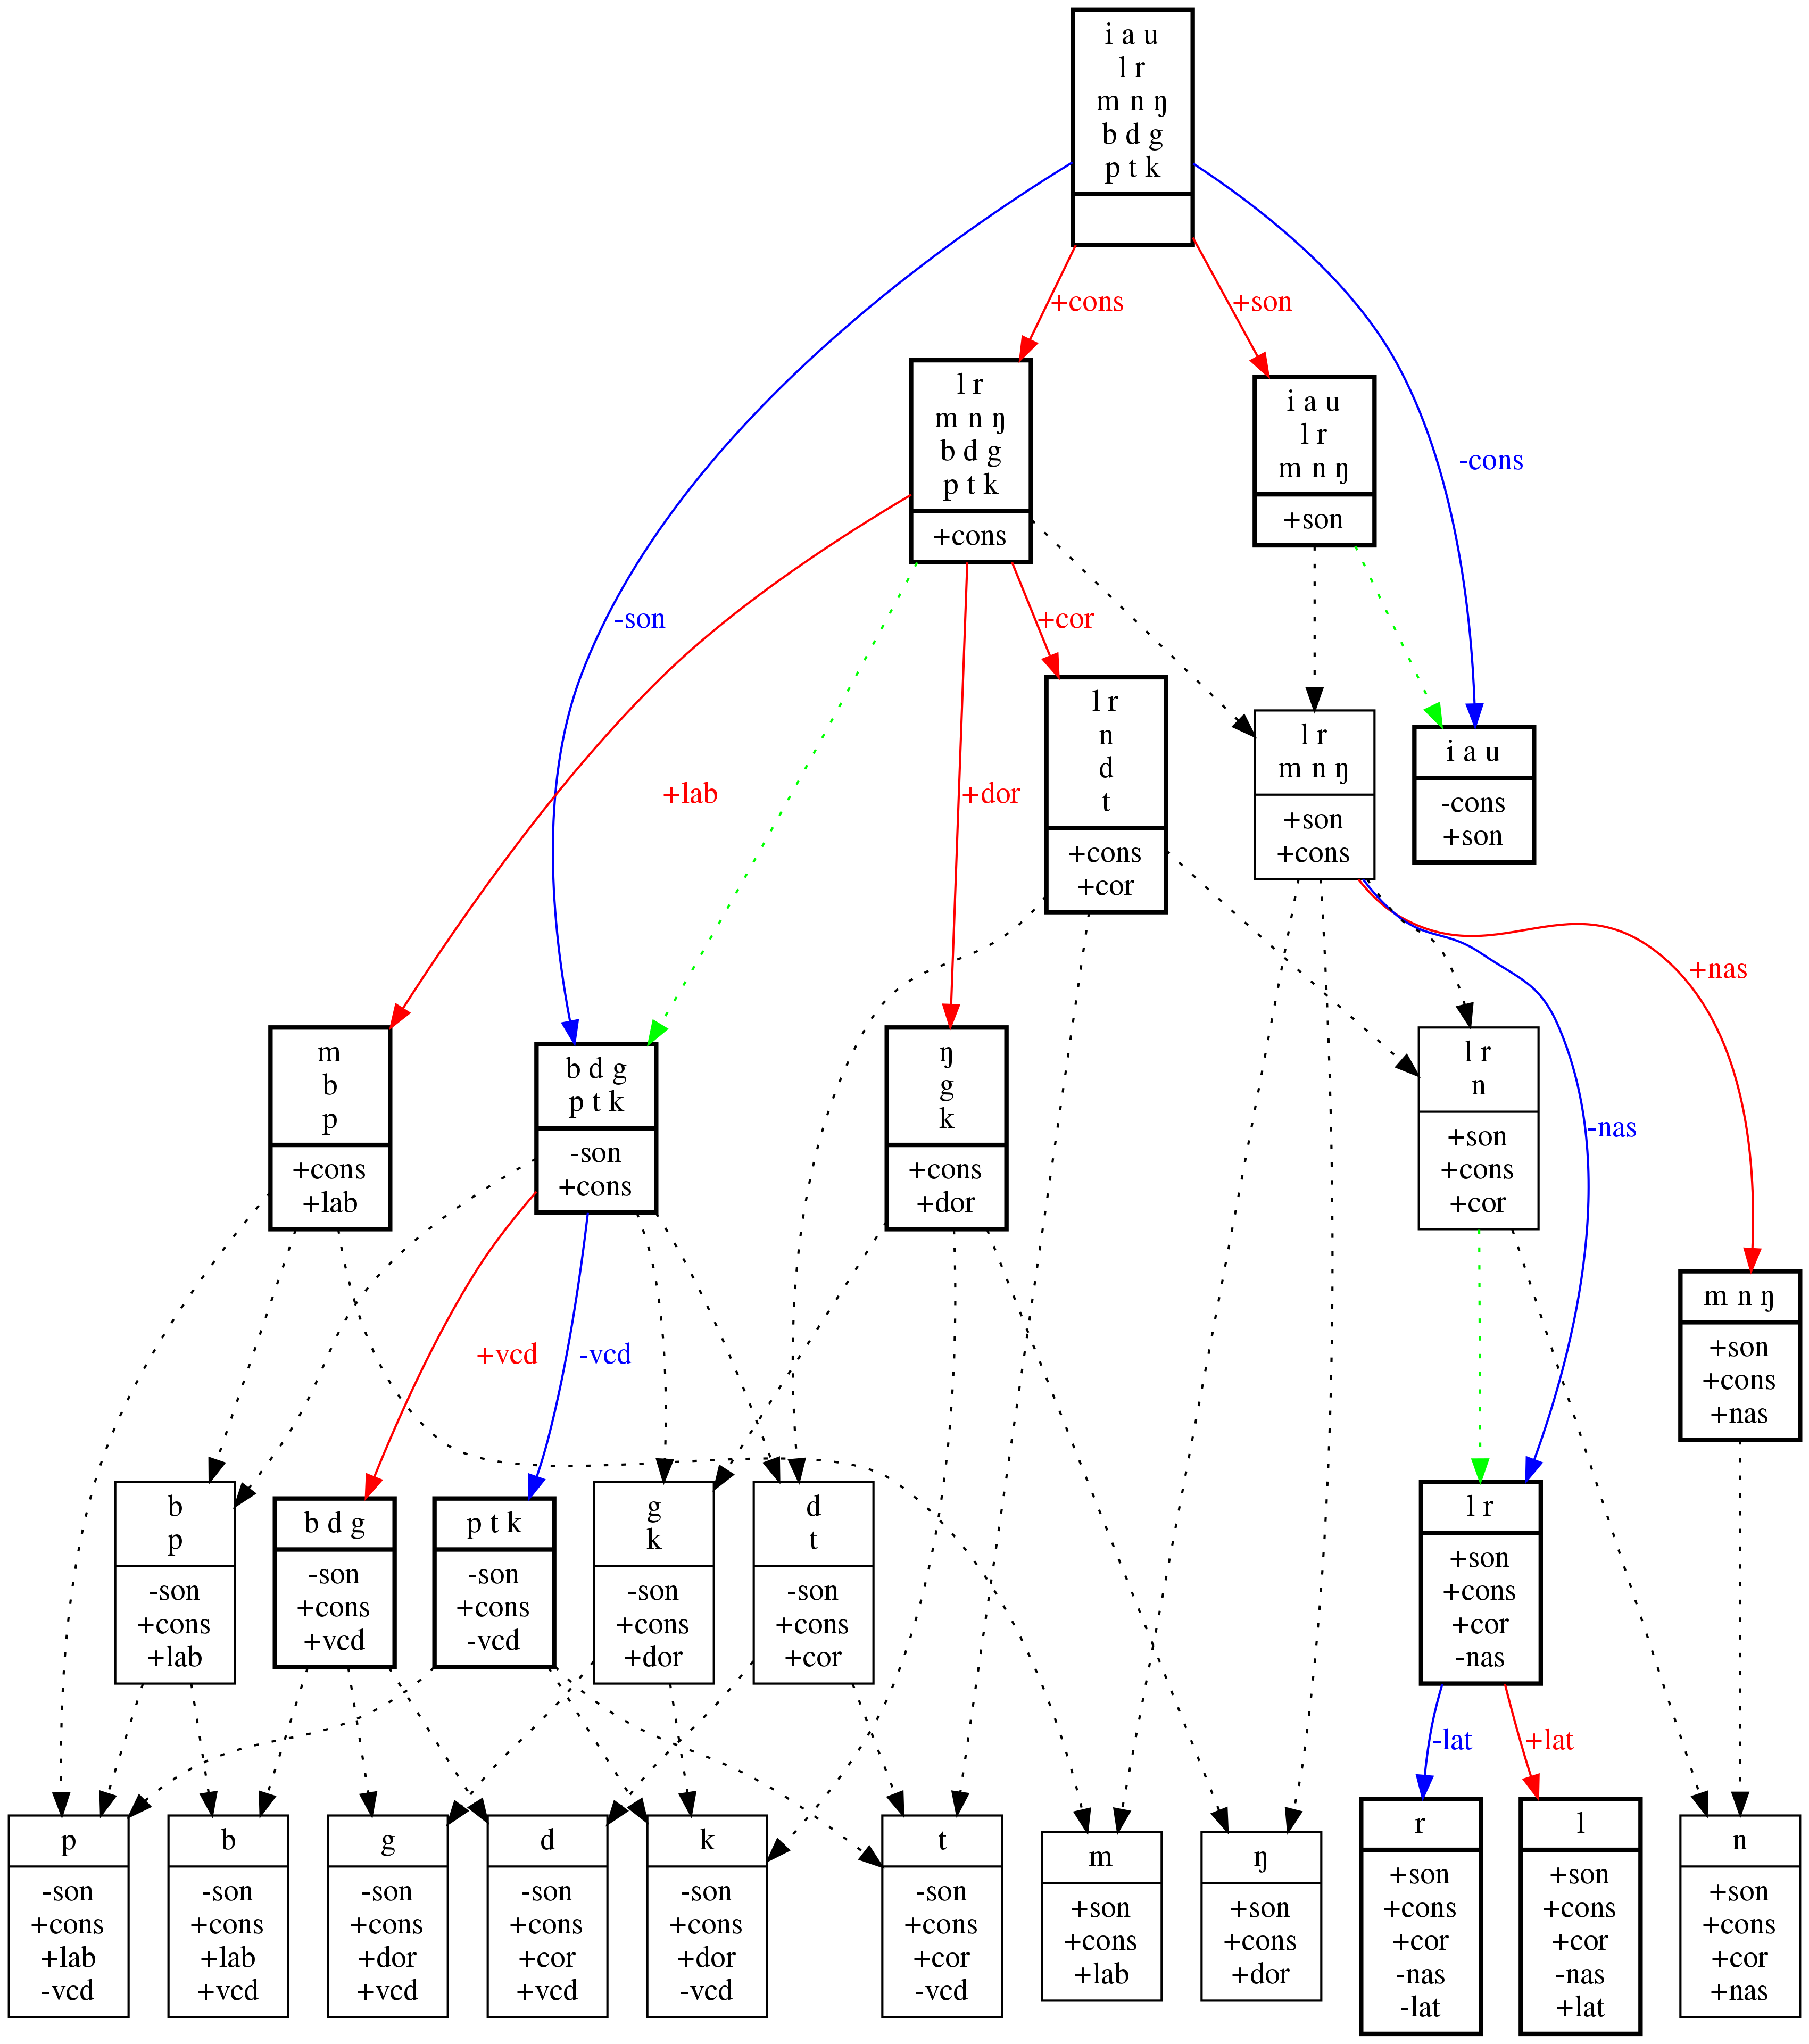 i a u
l r
m n ŋ
b d g
p t k
+cons
+son
l r
m n ŋ
b d g
p t k
+cons
i a u
l r
m n ŋ
+son
-cons
-son
+cor
l r
n
d
t
+cons
+cor
l r
m n ŋ
+son
+cons
i a u
-cons
+son
+lab
+dor
+nas
m
b
p
+cons
+lab
b d g
p t k
-son
+cons
ŋ
g
k
+cons
+dor
l r
n
+son
+cons
+cor
-nas
m n ŋ
+son
+cons
+nas
+vcd
-vcd
b
p
-son
+cons
+lab
b d g
-son
+cons
+vcd
p t k
-son
+cons
-vcd
g
k
-son
+cons
+dor
d
t
-son
+cons
+cor
l r
+son
+cons
+cor
-nas
-lat
+lat
p
-son
+cons
+lab
-vcd
b
-son
+cons
+lab
+vcd
g
-son
+cons
+dor
+vcd
d
-son
+cons
+cor
+vcd
k
-son
+cons
+dor
-vcd
t
-son
+cons
+cor
-vcd
m
+son
+cons
+lab
ŋ
+son
+cons
+dor
r
+son
+cons
+cor
-nas
-lat
l
+son
+cons
+cor
-nas
+lat
n
+son
+cons
+cor
+nas